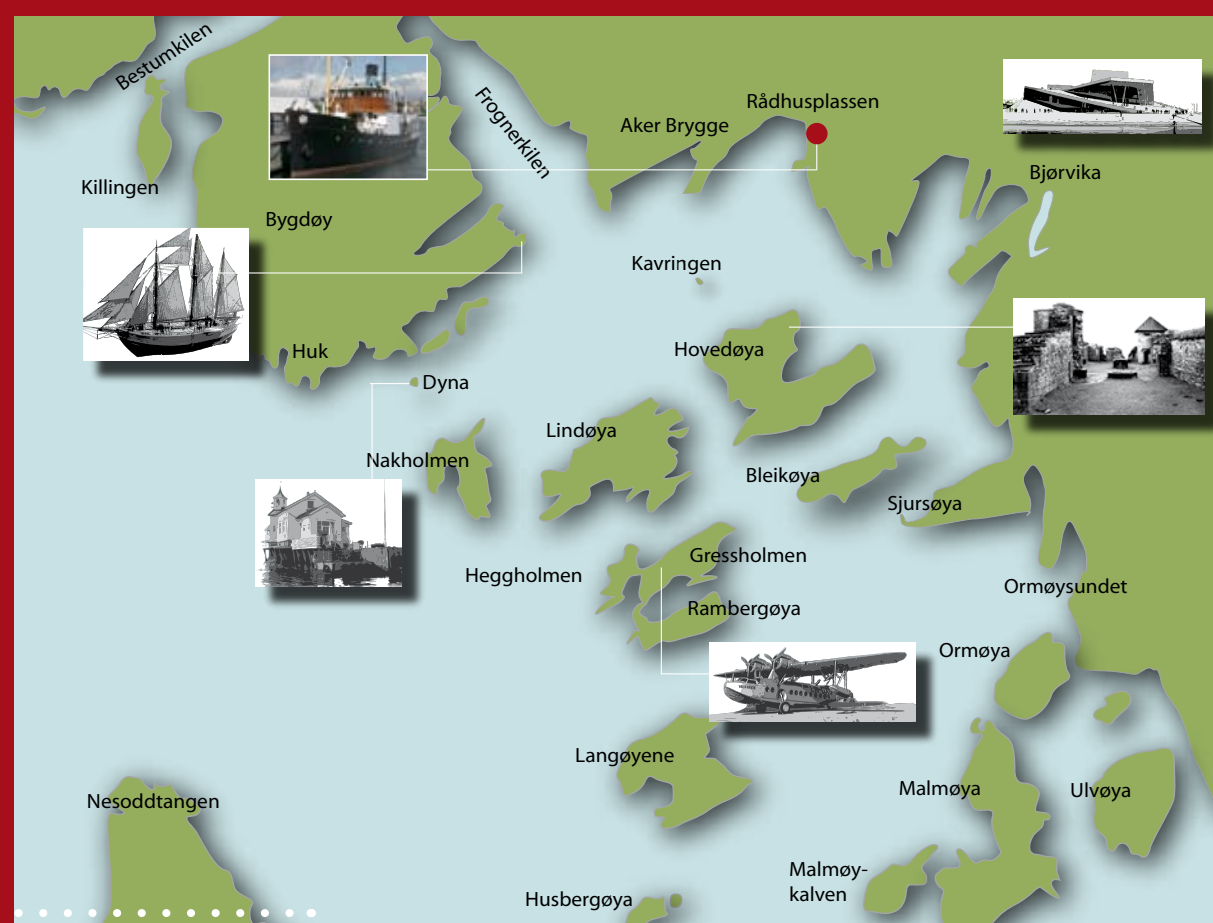 Bestumkilen
Frognerkilen
Rådhusplassen
Aker Brygge
Bjørvika
Killingen
Bygdøy
Kavringen
Hovedøya
Huk
Dyna
Lindøya
Nakholmen
Bleikøya
Sjursøya
Gressholmen
Heggholmen
Ormøysundet
Rambergøya
Ormøya
Langøyene
Malmøya
Ulvøya
Nesoddtangen
Malmøy-
kalven
Husbergøya